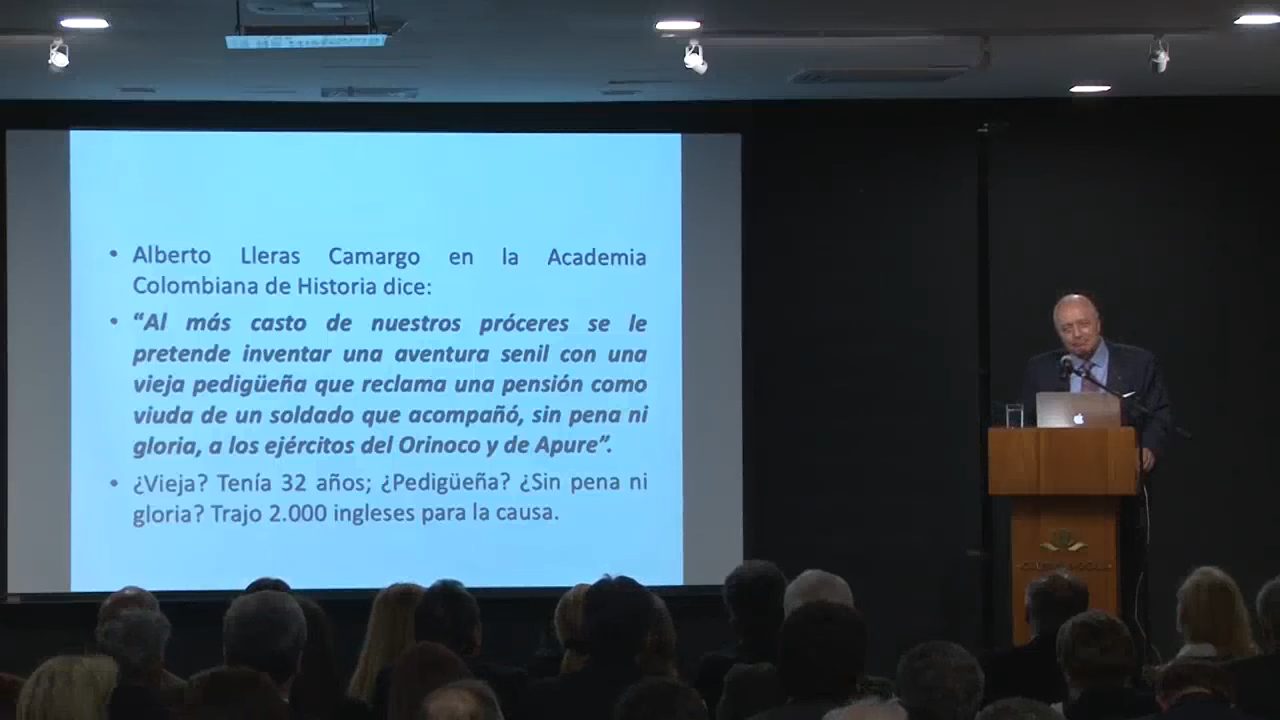 • Alberto Lleras Camargo en la Academia
Colombiana de Historia dice:
• “Al más casto de nuestros próceres se le
pretende inventar una aventura senil con una
vieja pedigüeña que reclama una pensión como
viuda de un soldado que acompañó, sin pena ni
gloria, a los ejércitos del Orinoco y de Apure”.
• ¿Vieja? Tenía 32 años; ¿Pedigüeña? ¿Sin pena ni
gloria? Trajo 2.000 ingleses para la causa.